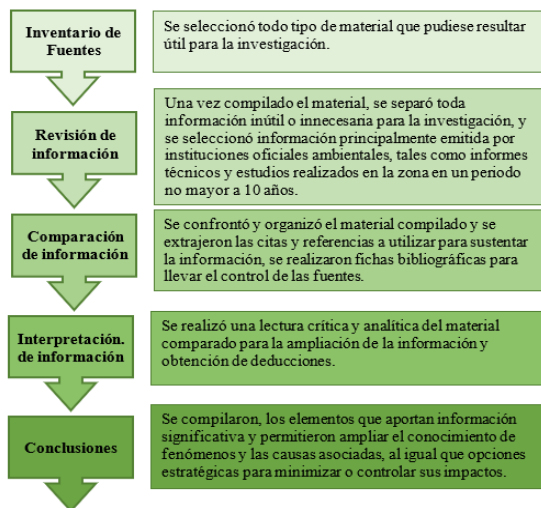 Inventario de
Fuentes
Se seleccionó todo tipo de material que pudiese resultar
útil para la investigación.
Revisión de
información
Una vez compilado el material, se separó toda
información inútil o innecesaria para la investigación, y
se seleccionó información principalmente emitida por
instituciones oficiales ambientales, tales como informes
técnicos y estudios realizados en la zona en un periodo
no mayor a 10 años.
Comparación
de información
Se confrontó y organizó el material compilado y se
extrajeron las citas y referencias a utilizar para sustentar
la información, se realizaron fichas bibliográficas para
llevar el control de las fuentes.
Interpretación.
de información
Se realizó una lectura crítica y analítica del material
comparado para la ampliación de la información y
obtención de deducciones.
Conclusiones
Se compilaron, los elementos que aportan información
significativa y permitieron ampliar el conocimiento de
fenómenos y las causas asociadas, al igual que opciones
estratégicas para minimizar o controlar sus impactos.